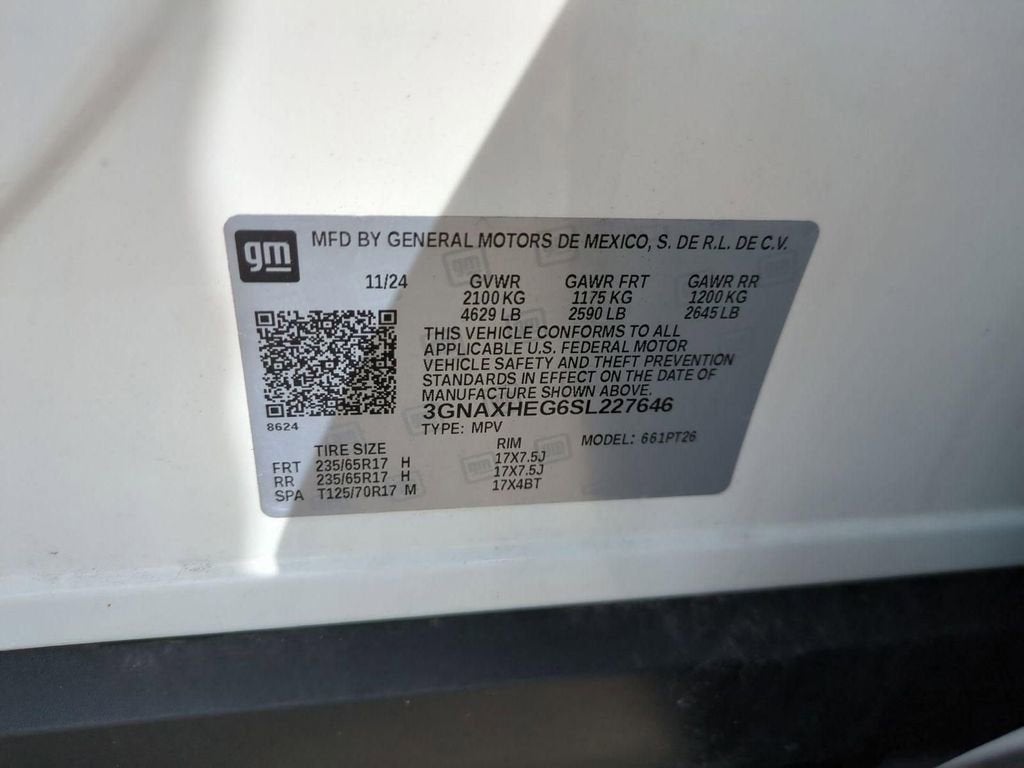 gm MFD BY GENERAL MOTORS DE MEXICO, S. DE R.L. DE C.V.
11/24 GVWR GAWR FRT GAWR RR
2100 KG 1175 KG 1200 KG
4629 LB 2590 LB 2645 LB
THIS VEHICLE CONFORMS TO ALL
APPLICABLE U.S. FEDERAL MOTOR
VEHICLE SAFETY AND THEFT PREVENTION
STANDARDS IN EFFECT ON THE DATE OF
MANUFACTURE SHOWN ABOVE.
3GNAXHEG6SL227646
8624 TYPE: MPV MODEL: 661PT26
TIRE SIZE RIM
FRT 235/65R17 H 17X7.5J
RR 235/65R17 H 17X7.5J
SPA T125/70R17 M 17X4BT